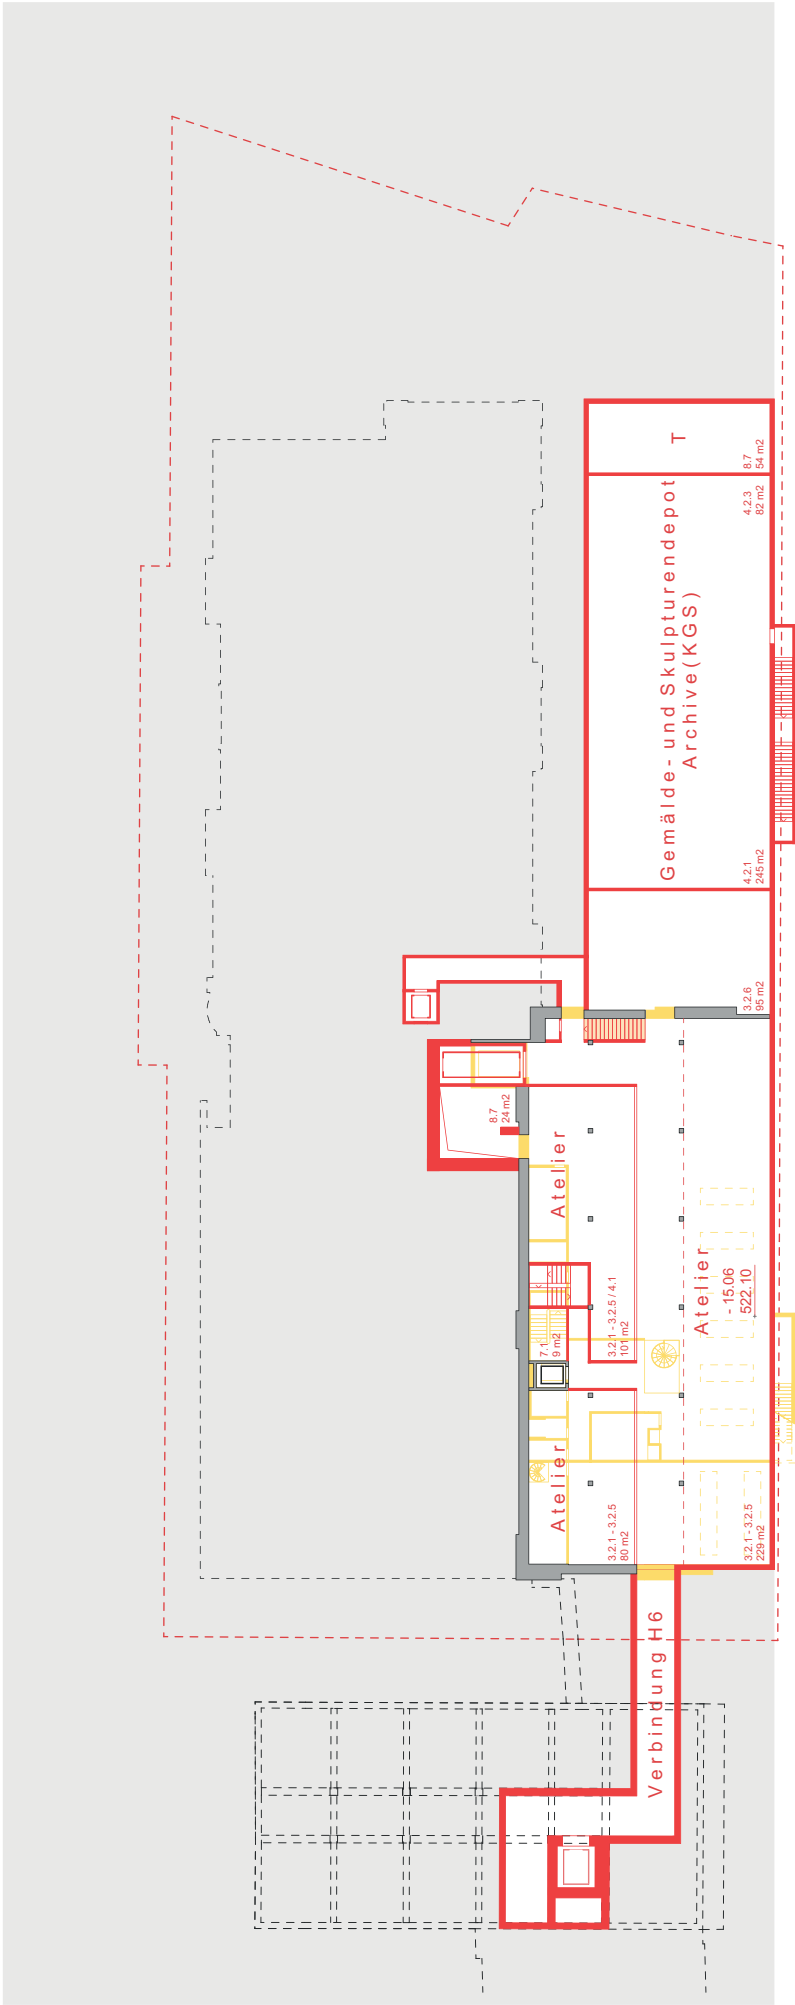 T
8.7
54 m2
4.2.3
82 m2
Gemälde- und Skulpturendepot
Archive(KGS)
4.2.1
245 m2
3.2.6
95 m2
8.7
24 m2
Atelier
3.2.1 - 3.2.5 / 4.1
101 m2
7.1
9 m2
Atelier
- 15.06
522.10
Atelier
3.2.1 - 3.2.5
80 m2
3.2.1 - 3.2.5
229 m2
Verbindung H6